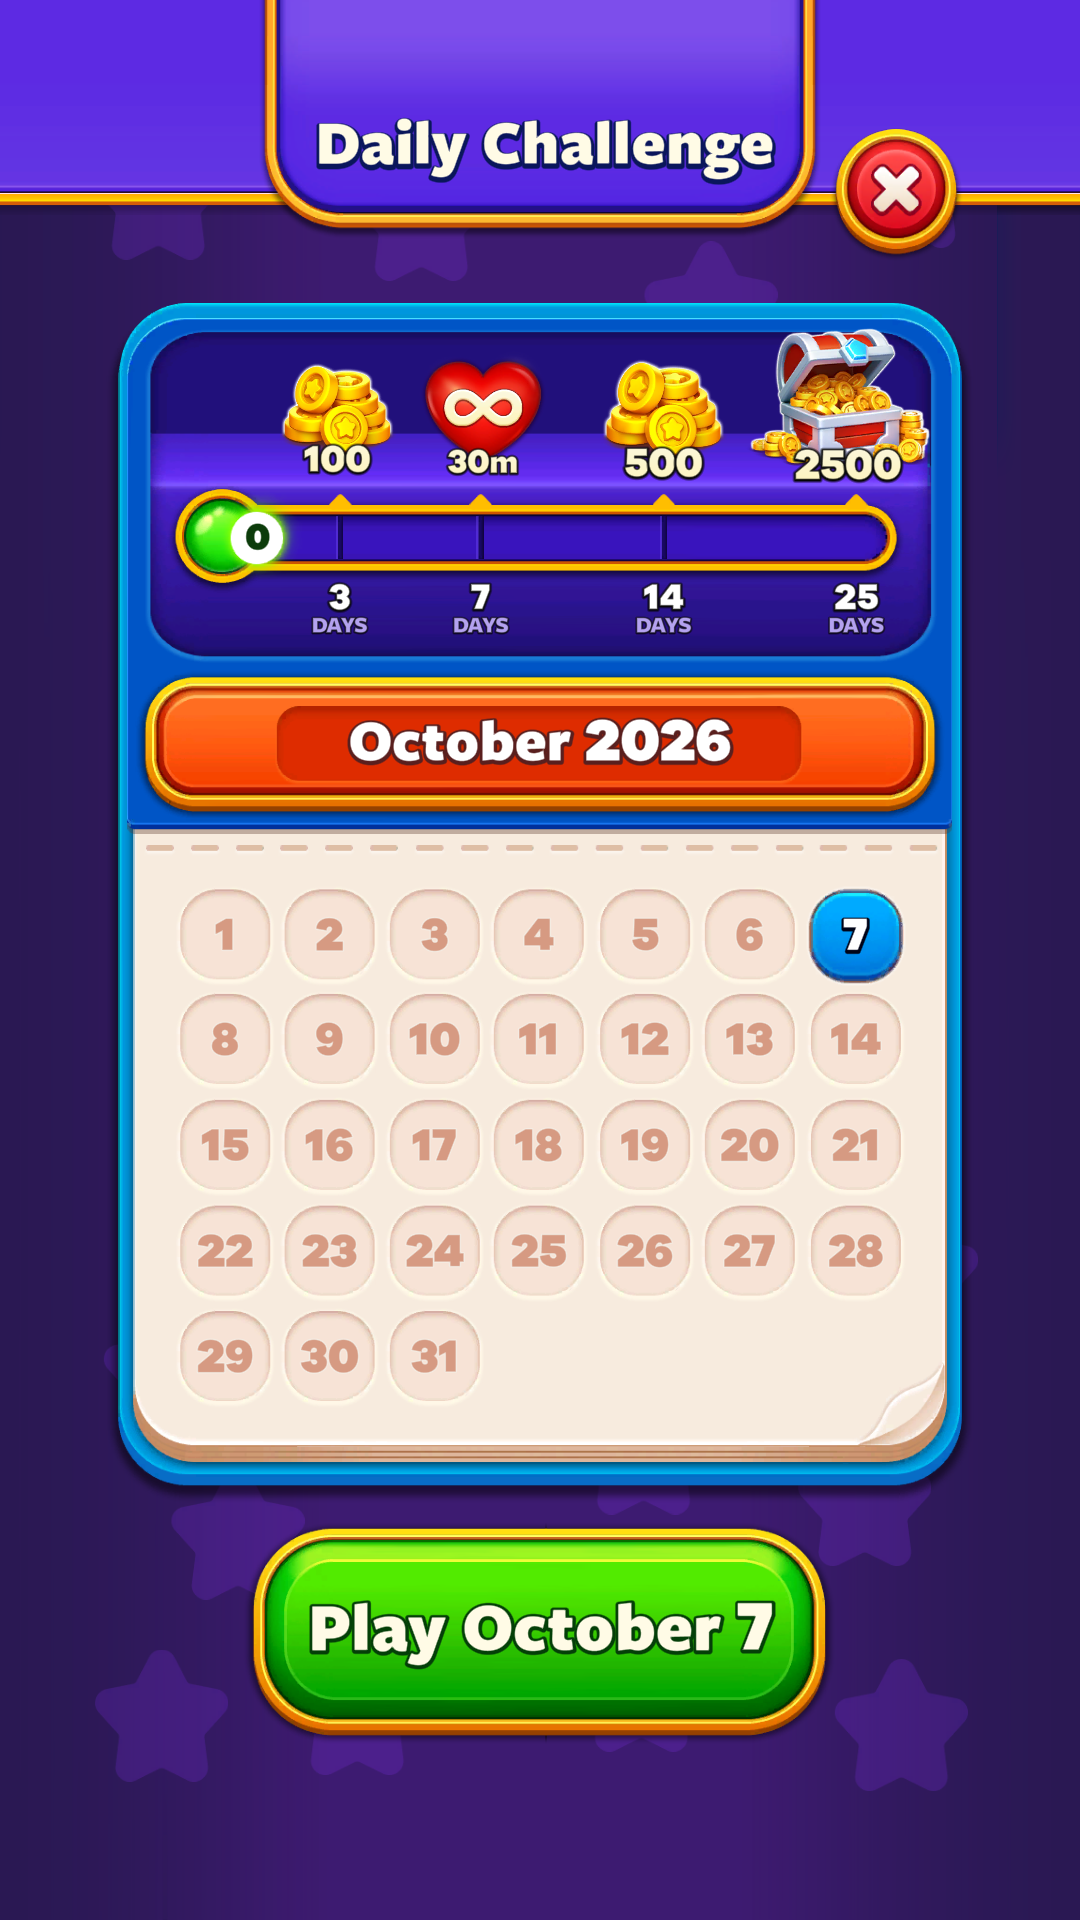 Daily Challenge
100 30m 500 2500
0
3 7 14 25
DAYS DAYS DAYS DAYS
October 2026
1 2 3 4 5 6 7
8 9 10 11 12 13 14
15 16 17 18 19 20 21
22 23 24 25 26 27 28
29 30 31
Play October 7